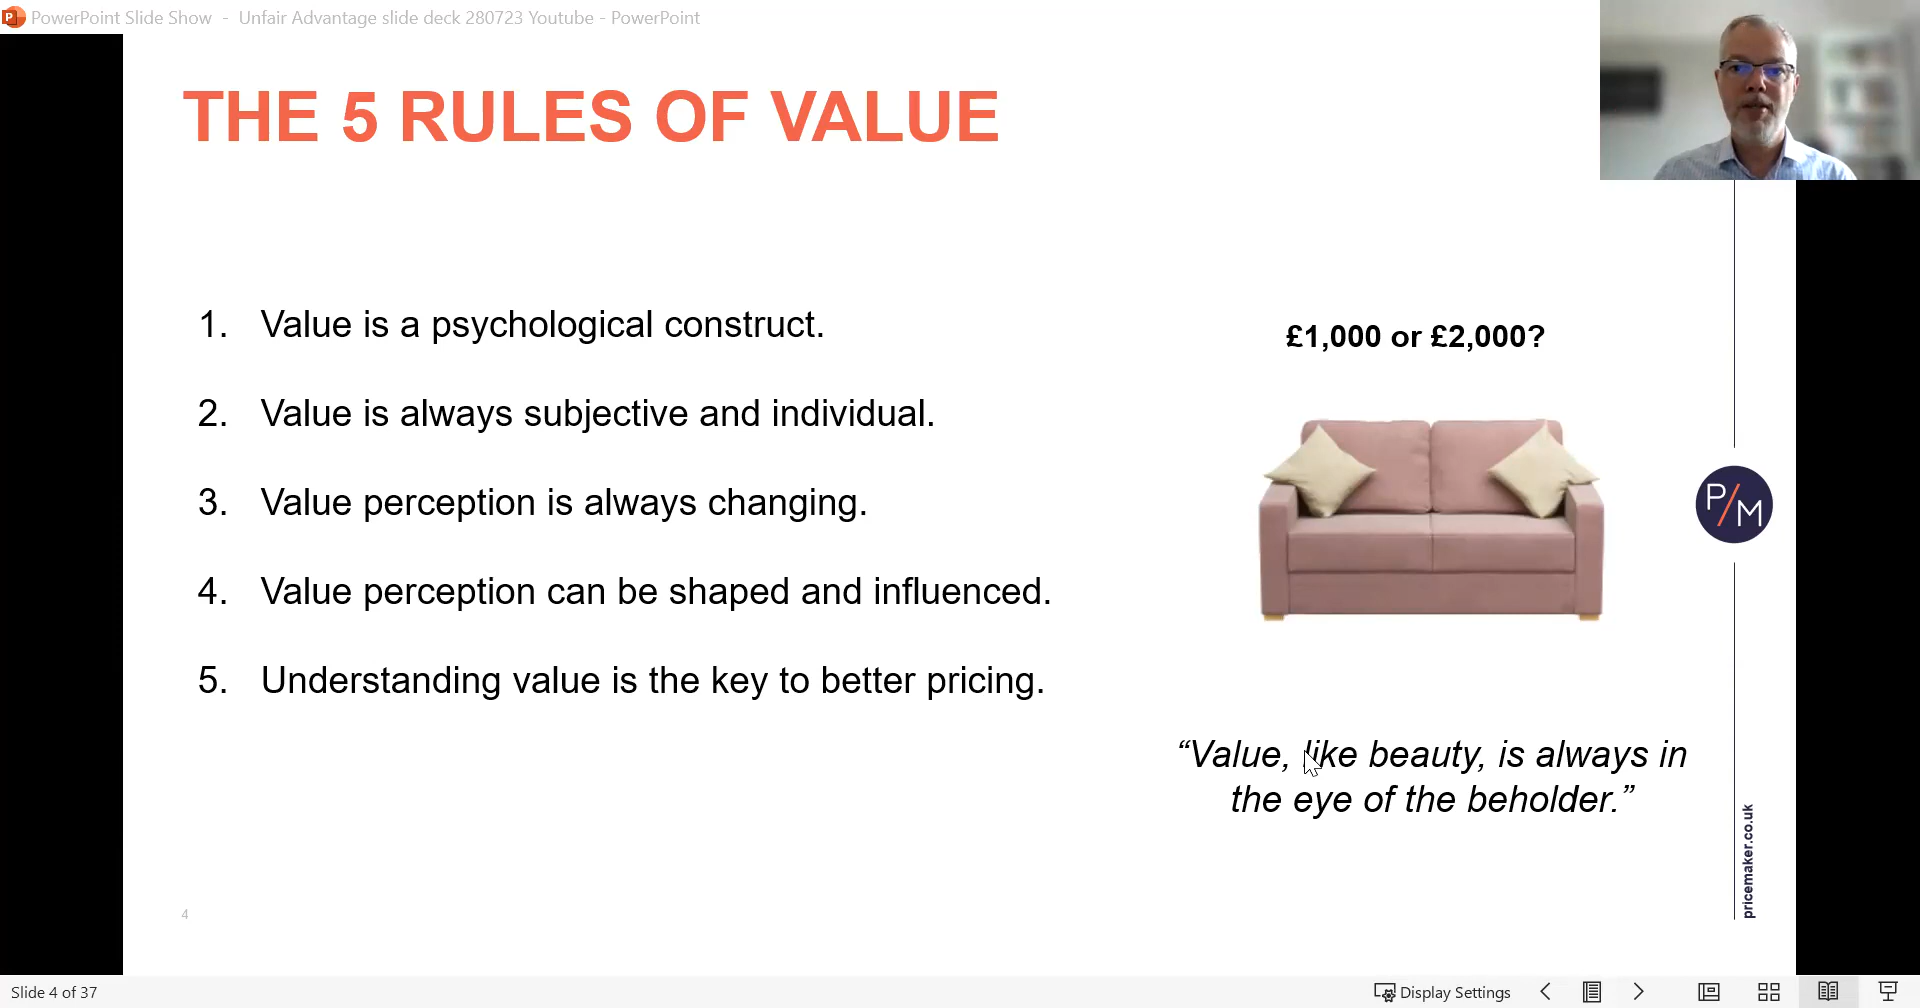 PowerPoint Slide Show - Unfair Advantage slide deck 280723 Youtube - PowerPoint
THE 5 RULES OF VALUE
1. Value is a psychological construct.
2. Value is always subjective and individual.
3. Value perception is always changing.
4. Value perception can be shaped and influenced.
5. Understanding value is the key to better pricing.
£1,000 or £2,000?
“Value, like beauty, is always in
the eye of the beholder.”
P/M
pricemaker.co.uk
4
Slide 4 of 37
Display Settings